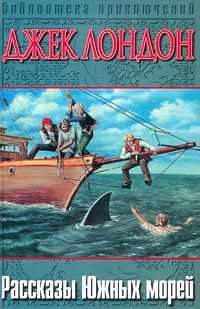 библиотека приключений
ДЖЕК ЛОНДОН
Рассказы Южных морей